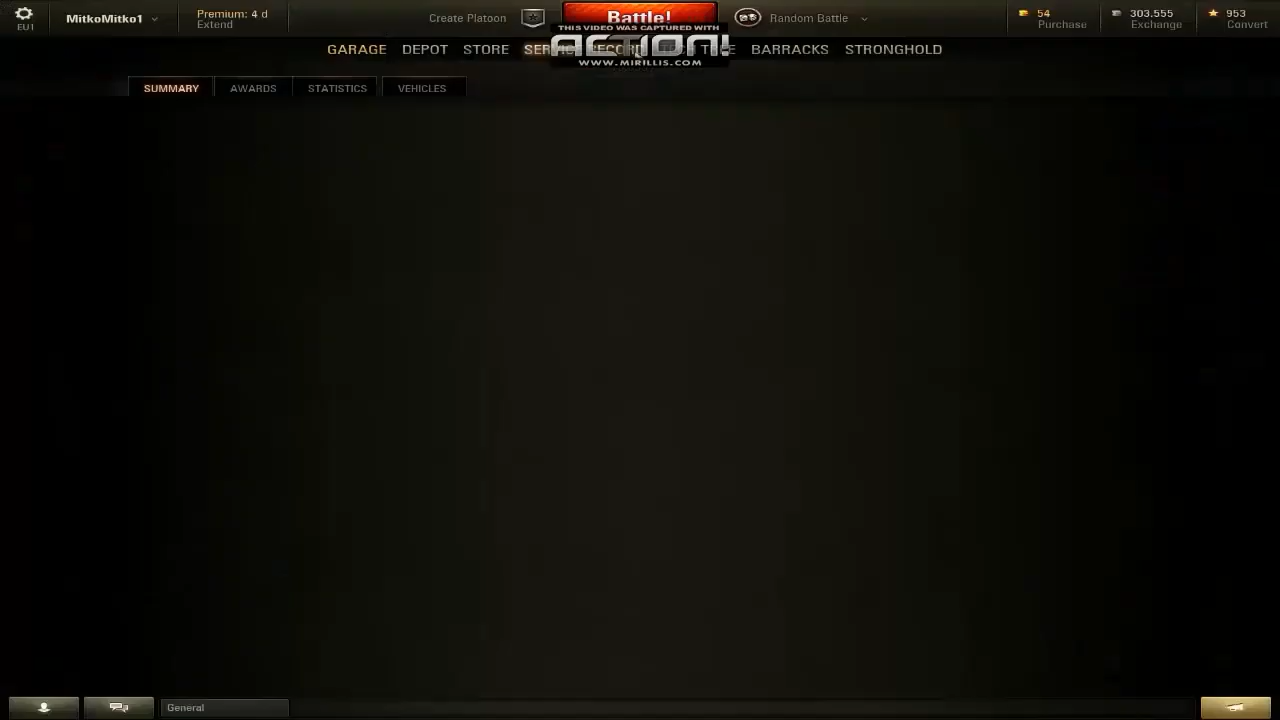 MitkoMitko1
Premium: 4 d
Extend
EU1
Create Platoon
Battle!
Random Battle
54
Purchase
303.555
Exchange
953
Convert
THIS VIDEO WAS CAPTURED WITH
ACTION!
WWW.MIRILLIS.COM
GARAGE DEPOT STORE BARRACKS STRONGHOLD
SUMMARY AWARDS STATISTICS VEHICLES
General